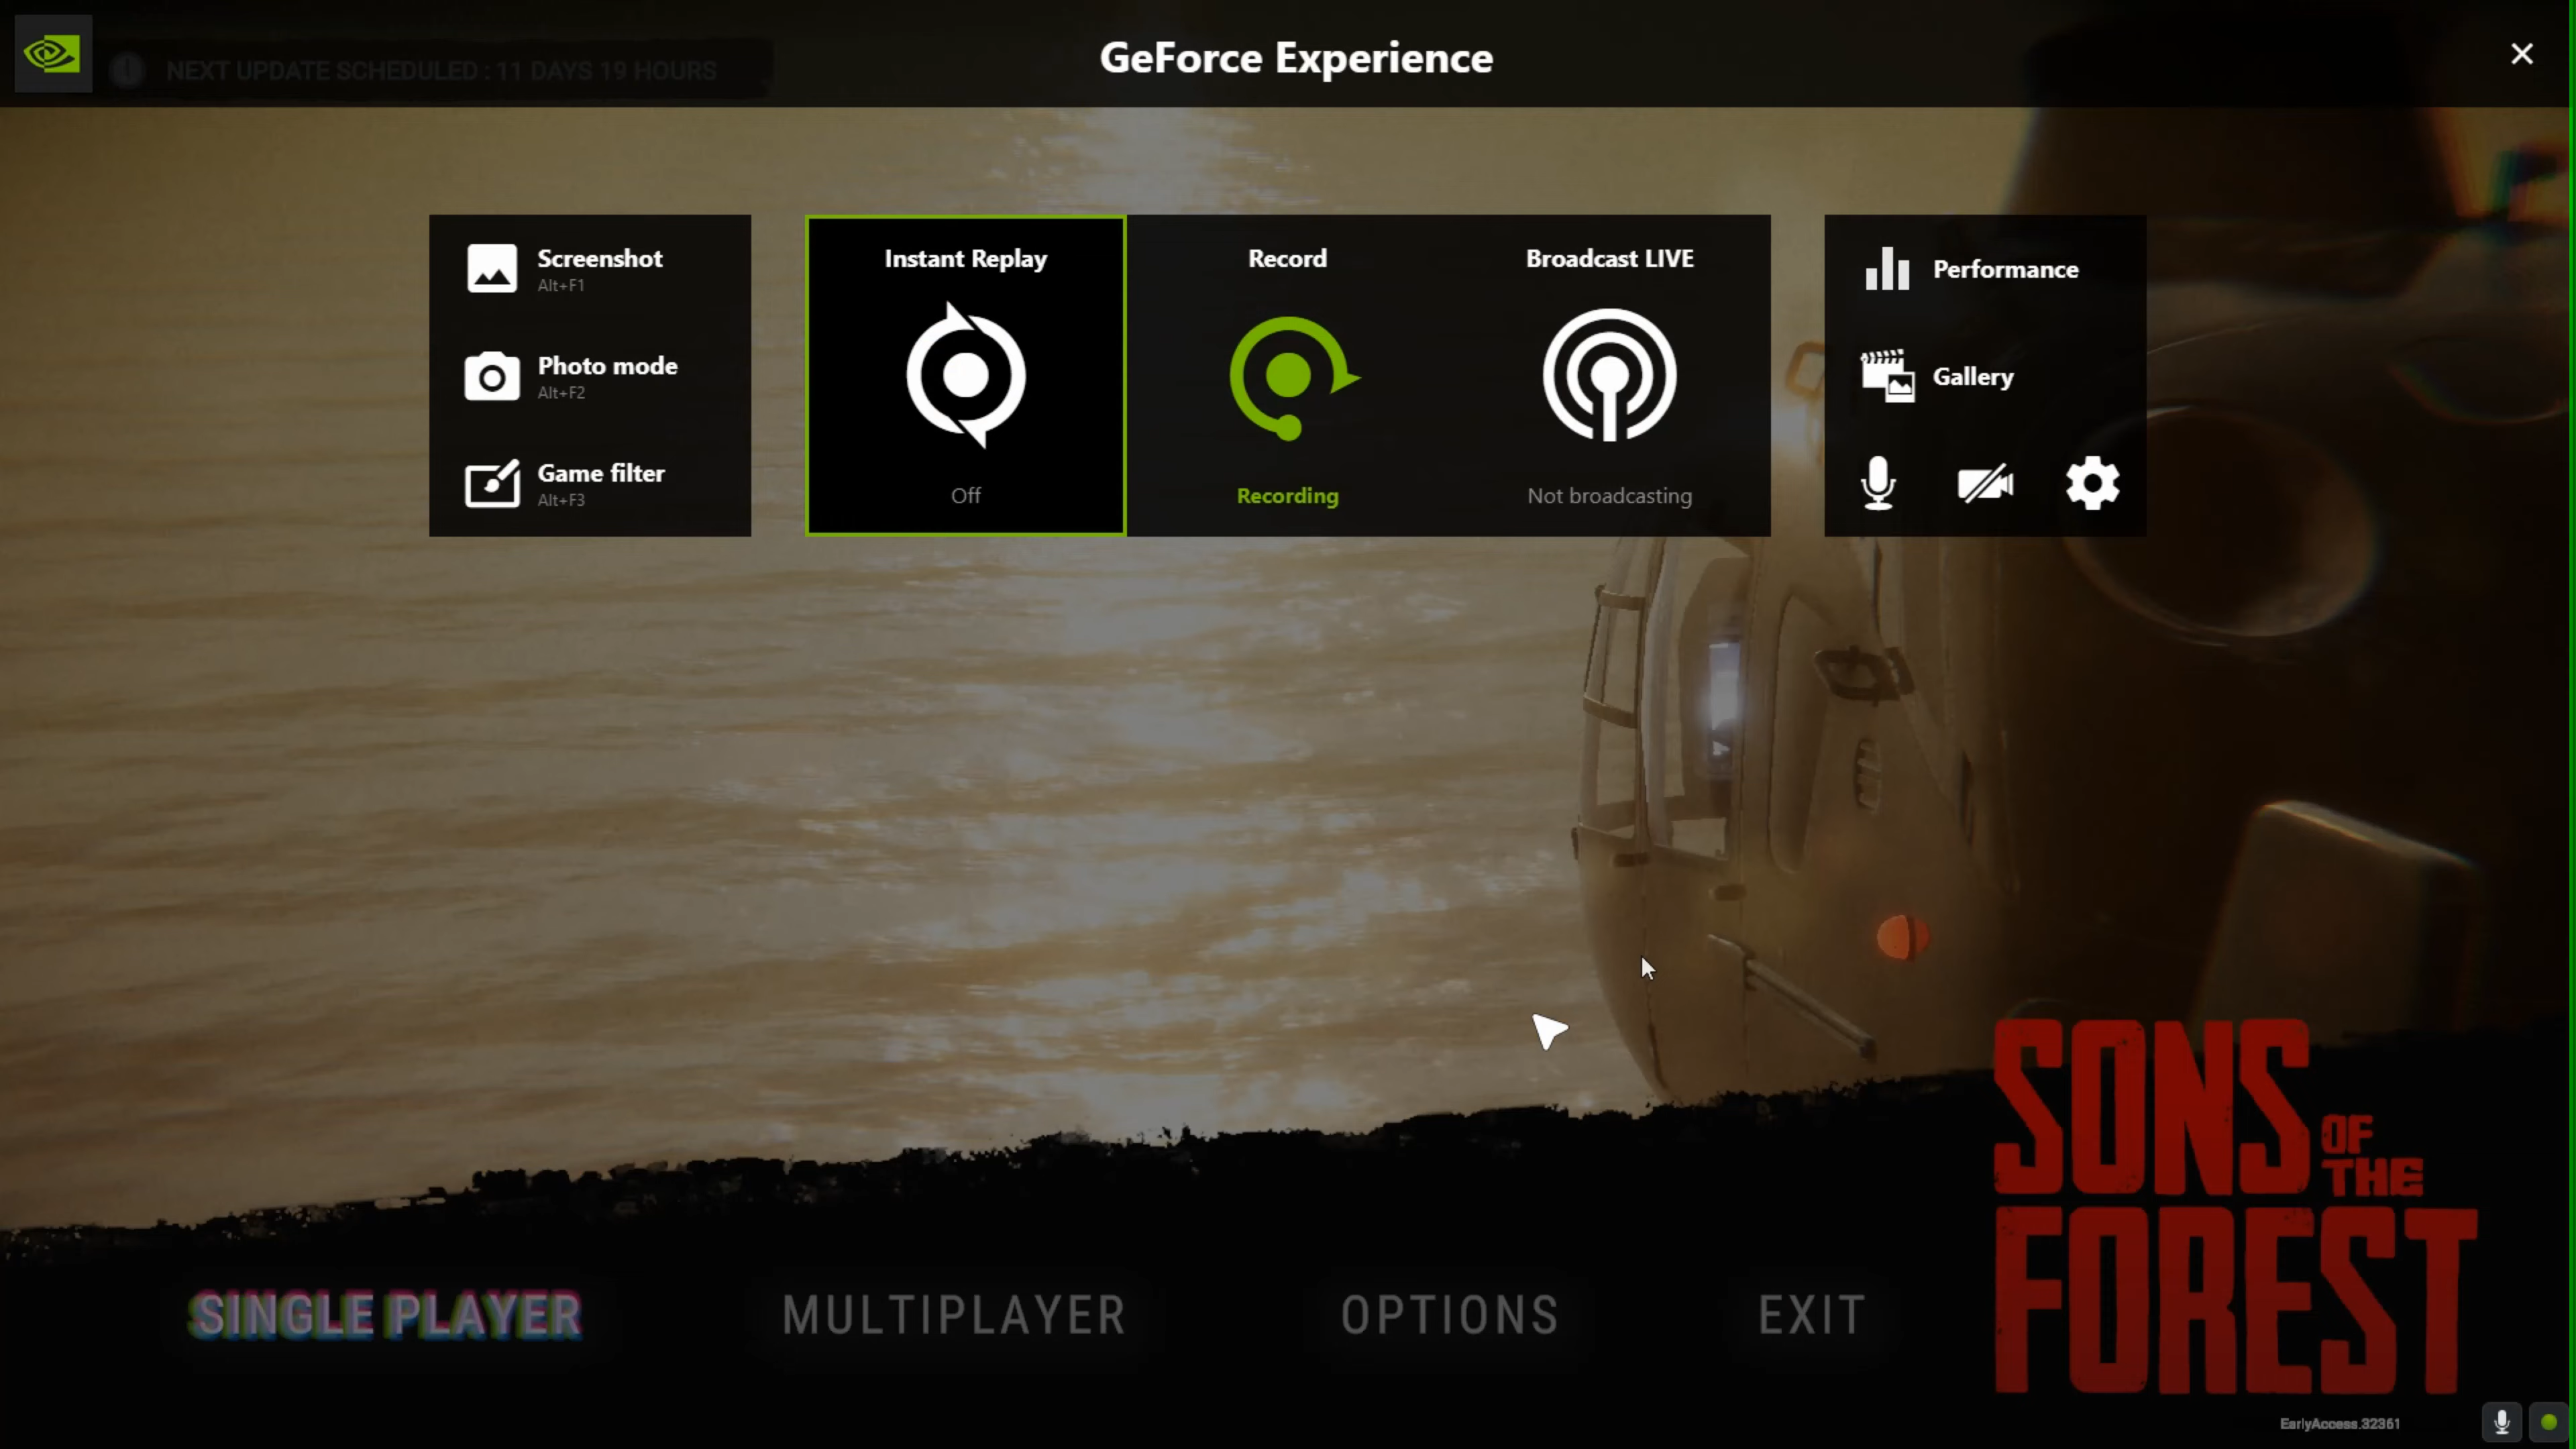 NEXT UPDATE SCHEDULED : 11 DAYS 19 HOURS
GeForce Experience
Screenshot
Alt+F1
Photo mode
Alt+F2
Game filter
Alt+F3
Instant Replay
Off
Record
Recording
Broadcast LIVE
Not broadcasting
Performance
Gallery
SONS OF THE FOREST
SINGLE PLAYER
MULTIPLAYER
OPTIONS
EXIT
EarlyAccess.32361